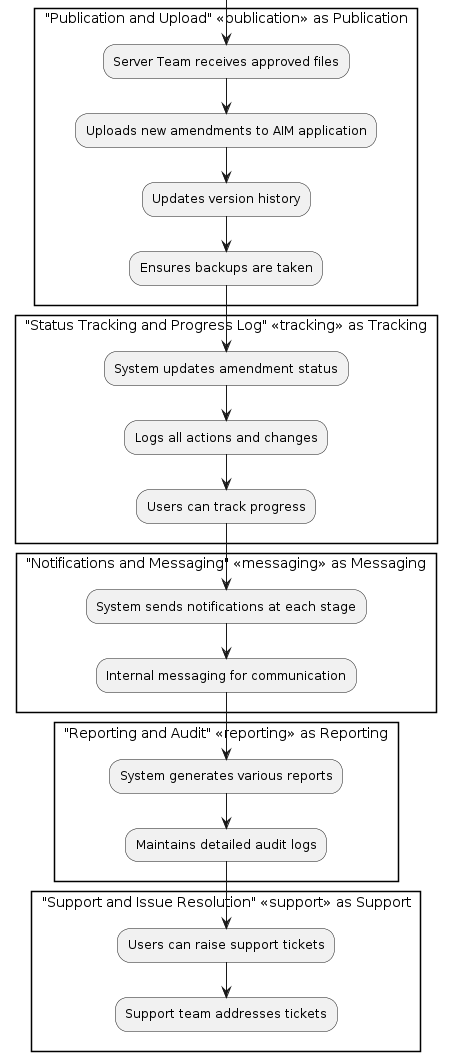 "Publication and Upload" «publication» as Publication
Server Team receives approved files
Uploads new amendments to AIM application
Updates version history
Ensures backups are taken
"Status Tracking and Progress Log" «tracking» as Tracking
System updates amendment status
Logs all actions and changes
Users can track progress
"Notifications and Messaging" «messaging» as Messaging
System sends notifications at each stage
Internal messaging for communication
"Reporting and Audit" «reporting» as Reporting
System generates various reports
Maintains detailed audit logs
"Support and Issue Resolution" «support» as Support
Users can raise support tickets
Support team addresses tickets